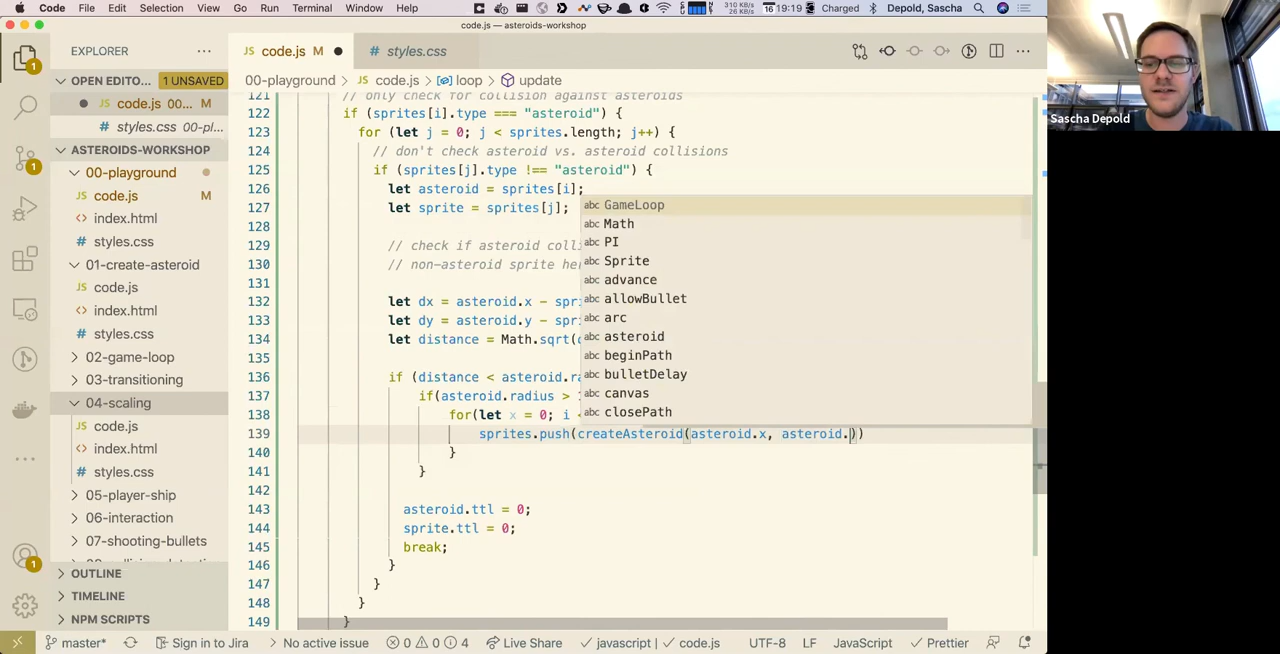 Code File Edit Selection View Go Run Terminal Window Help 310 KB/s 26 KB/s 16 19:19 Charged Depold, Sascha
code.js — asteroids-workshop
EXPLORER
OPEN EDITO... 1 UNSAVED
code.js 00... M
styles.css 00-pl...
ASTEROIDS-WORKSHOP
00-playground
JS code.js M
index.html
styles.css
01-create-asteroid
JS code.js
index.html
styles.css
02-game-loop
03-transitioning
04-scaling
JS code.js
index.html
styles.css
05-player-ship
06-interaction
07-shooting-bullets
OUTLINE
TIMELINE
NPM SCRIPTS
JS code.js M
# styles.css
00-playground > JS code.js > loop > update
121 // only check for collision against asteroids
122 if (sprites[i].type === "asteroid") {
123 for (let j = 0; j < sprites.length; j++) {
124 // don't check asteroid vs. asteroid collisions
125 if (sprites[j].type !== "asteroid") {
126 let asteroid = sprites[i];
127 let sprite = sprites[j];
128
129 // check if asteroid coll
130 // non-asteroid sprite he
131
132 let dx = asteroid.x - spr
133 let dy = asteroid.y - spr
134 let distance = Math.sqrt(
135
136 if (distance < asteroid.ra
137 if(asteroid.radius >
138 for(let x = 0; i <
139 sprites.push(createAsteroid(asteroid.x, asteroid.))
140 }
141 }
142
143 asteroid.ttl = 0;
144 sprite.ttl = 0;
145 break;
146 }
147 }
148 }
149 }
abc GameLoop
abc Math
abc PI
abc Sprite
abc advance
abc allowBullet
abc arc
abc asteroid
abc beginPath
abc bulletDelay
abc canvas
abc closePath
master* Sign in to Jira No active issue 0 0 4 Live Share javascript | code.js UTF-8 LF JavaScript Prettier
Sascha Depold